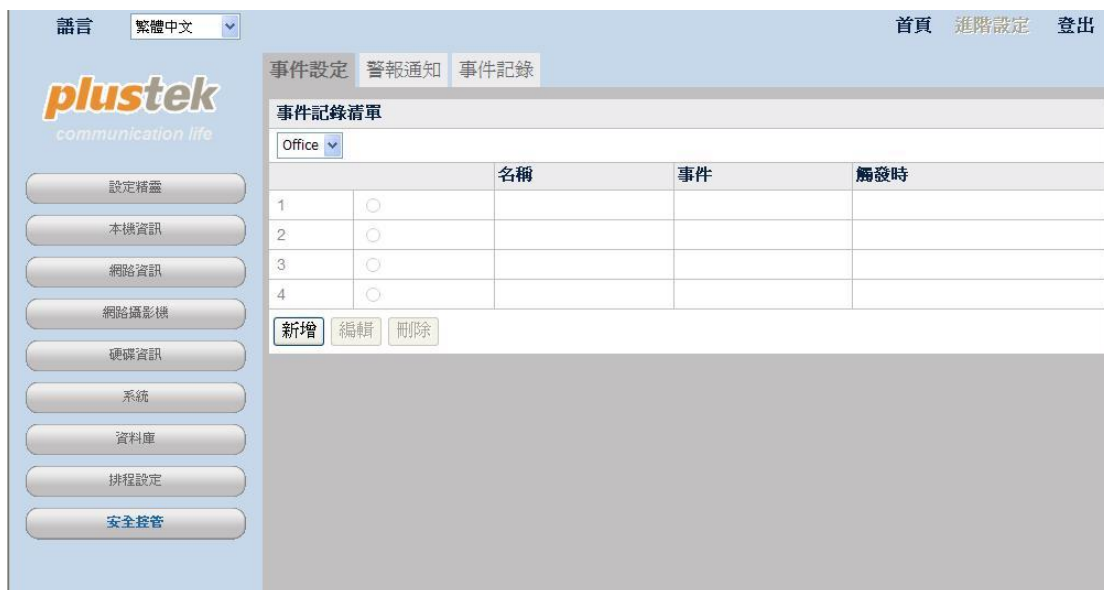 語言 繁體中文 首頁 進階設定 登出
plustek
communication life
事件設定 警報通知 事件記錄
事件記錄清單
Office
名稱 事件 觸發時
1
2
3
4
新增 編輯 刪除
設定精靈
本機資訊
網路資訊
網路攝影機
硬碟資訊
系統
資料庫
排程設定
安全控管